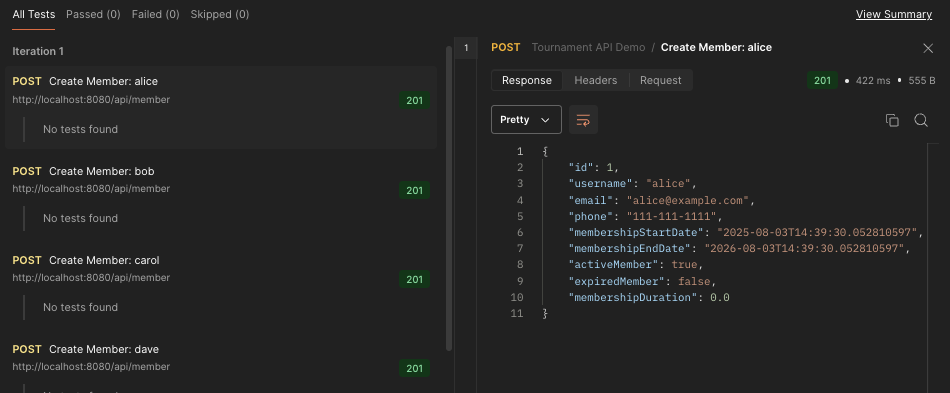 All Tests Passed (0) Failed (0) Skipped (0) View Summary
Iteration 1
POST Create Member: alice
http://localhost:8080/api/member
201
No tests found
POST Create Member: bob
http://localhost:8080/api/member
201
No tests found
POST Create Member: carol
http://localhost:8080/api/member
201
No tests found
POST Create Member: dave
http://localhost:8080/api/member
201
1
POST Tournament API Demo / Create Member: alice
Response Headers Request 201 • 422 ms • 555 B
Pretty
1 {
2 "id": 1,
3 "username": "alice",
4 "email": "alice@example.com",
5 "phone": "111-111-1111",
6 "membershipStartDate": "2025-08-03T14:39:30.052810597",
7 "membershipEndDate": "2026-08-03T14:39:30.052810597",
8 "activeMember": true,
9 "expiredMember": false,
10 "membershipDuration": 0.0
11 }